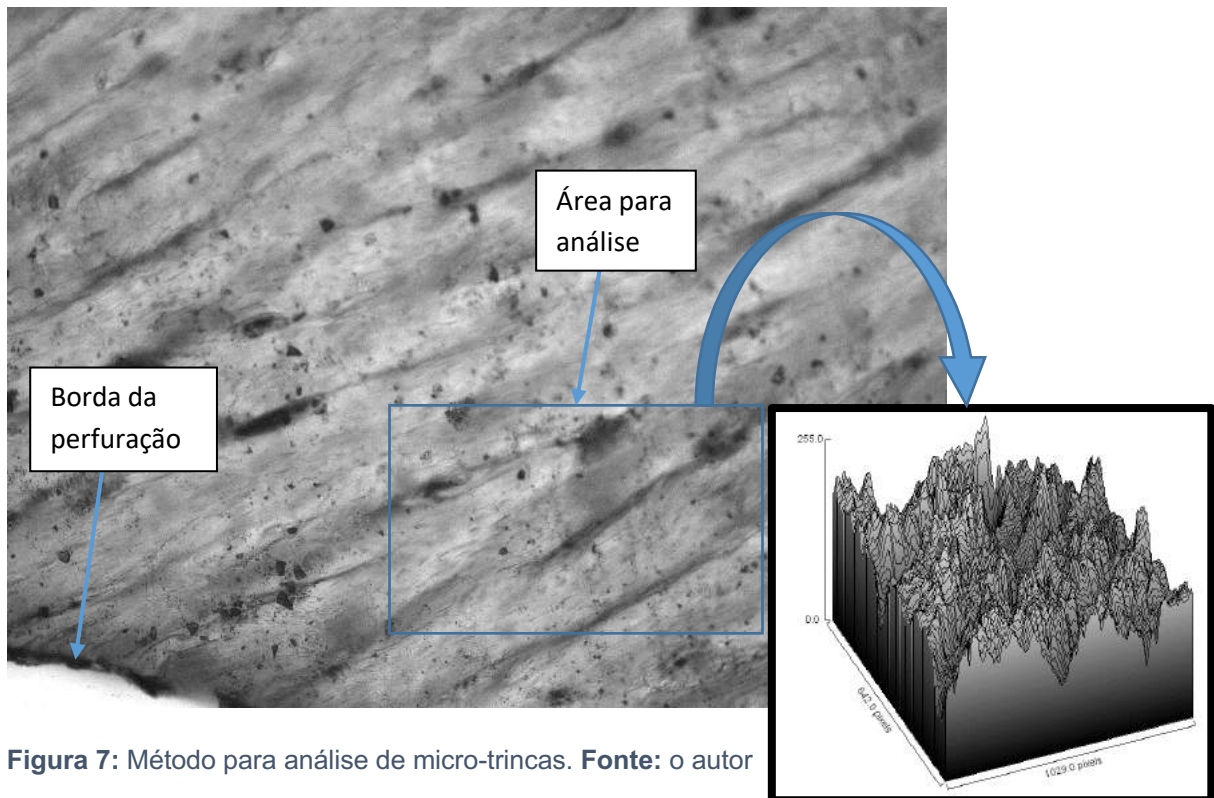 Área para
análise
Borda da
perfuração
255.0
0.0
642.0 pixels
1029.0 pixels
Figura 7: Método para análise de micro-trincas. Fonte: o autor